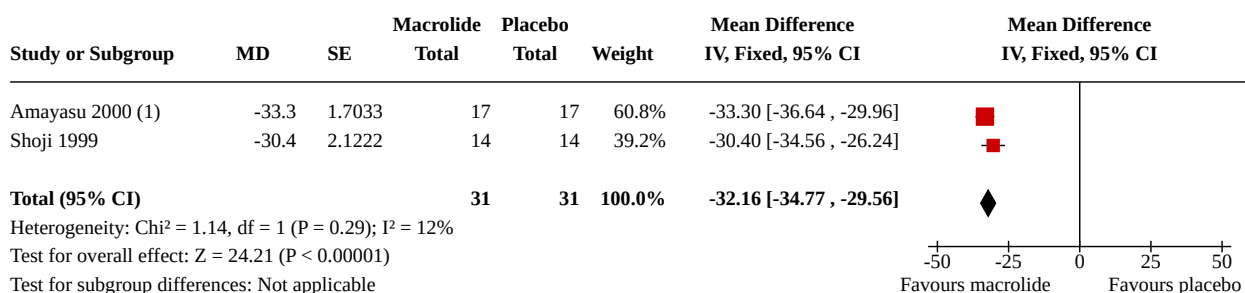 Macrolide Placebo Mean Difference Mean Difference
Study or Subgroup MD SE Total Total Weight IV, Fixed, 95% CI IV, Fixed, 95% CI
Amayasu 2000 (1) -33.3 1.7033 17 17 60.8% -33.30 [-36.64 , -29.96]
Shoji 1999 -30.4 2.1222 14 14 39.2% -30.40 [-34.56 , -26.24]
Total (95% CI) 31 31 100.0% -32.16 [-34.77 , -29.56]
Heterogeneity: Chi² = 1.14, df = 1 (P = 0.29); I² = 12%
Test for overall effect: Z = 24.21 (P < 0.00001)
-50 -25 0 25 50
Test for subgroup differences: Not applicable Favours macrolide Favours placebo